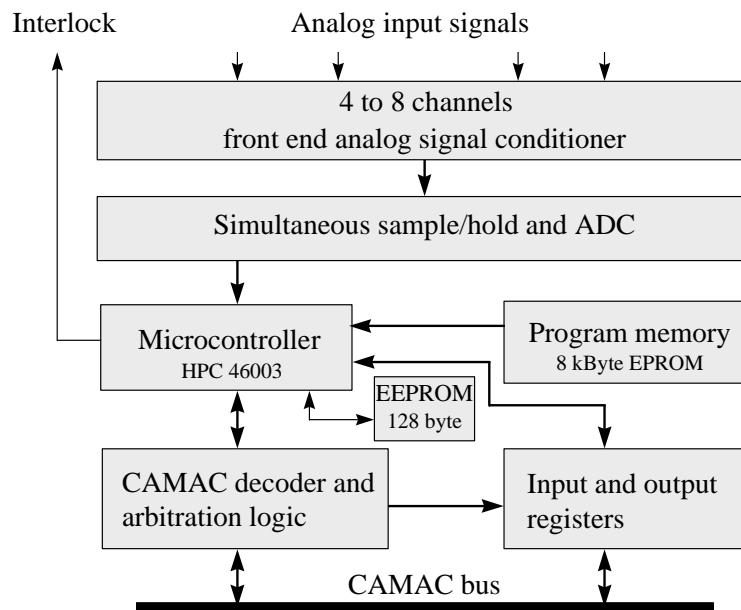 Interlock
Analog input signals
4 to 8 channels
front end analog signal conditioner
Simultaneous sample/hold and ADC
Microcontroller
HPC 46003
Program memory
8 kByte EPROM
EEPROM
128 byte
CAMAC decoder and
arbitration logic
Input and output
registers
CAMAC bus